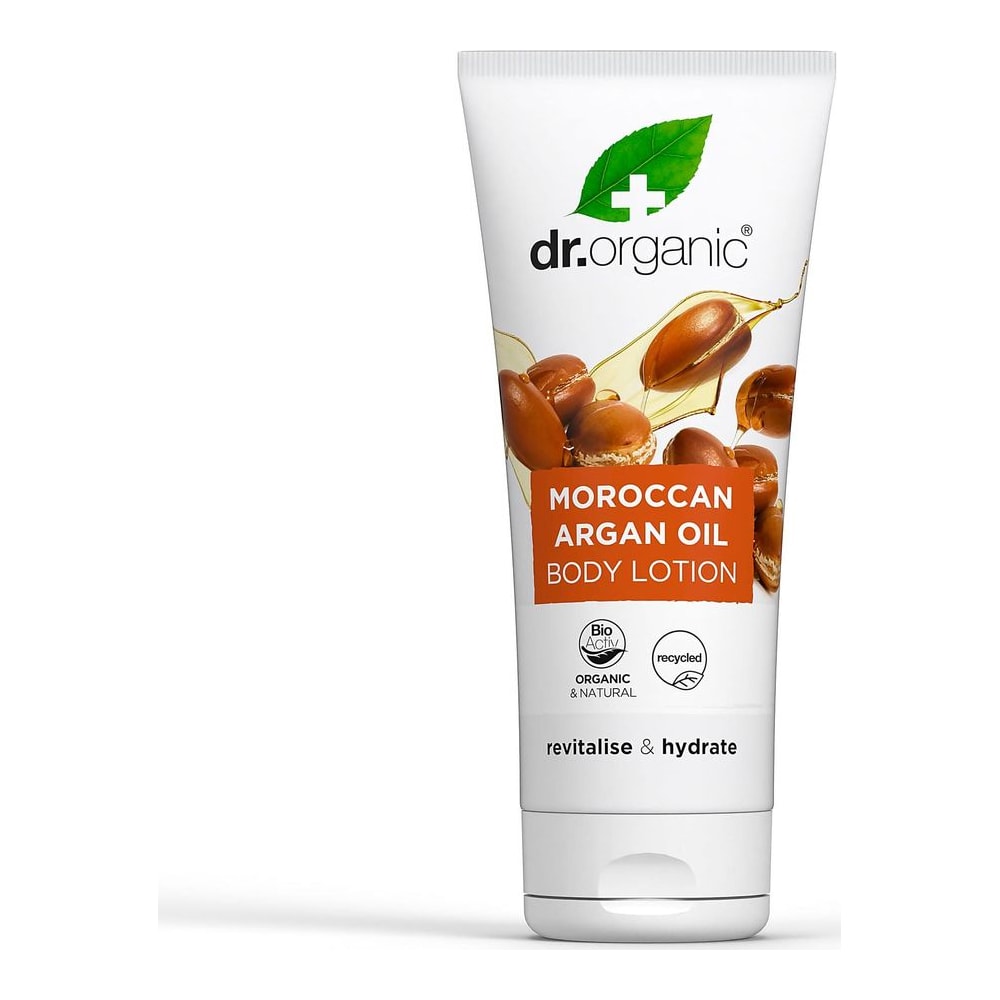 dr.organic®
MOROCCAN
ARGAN OIL
BODY LOTION
Bio
Activ
ORGANIC
& NATURAL
recycled
revitalise & hydrate